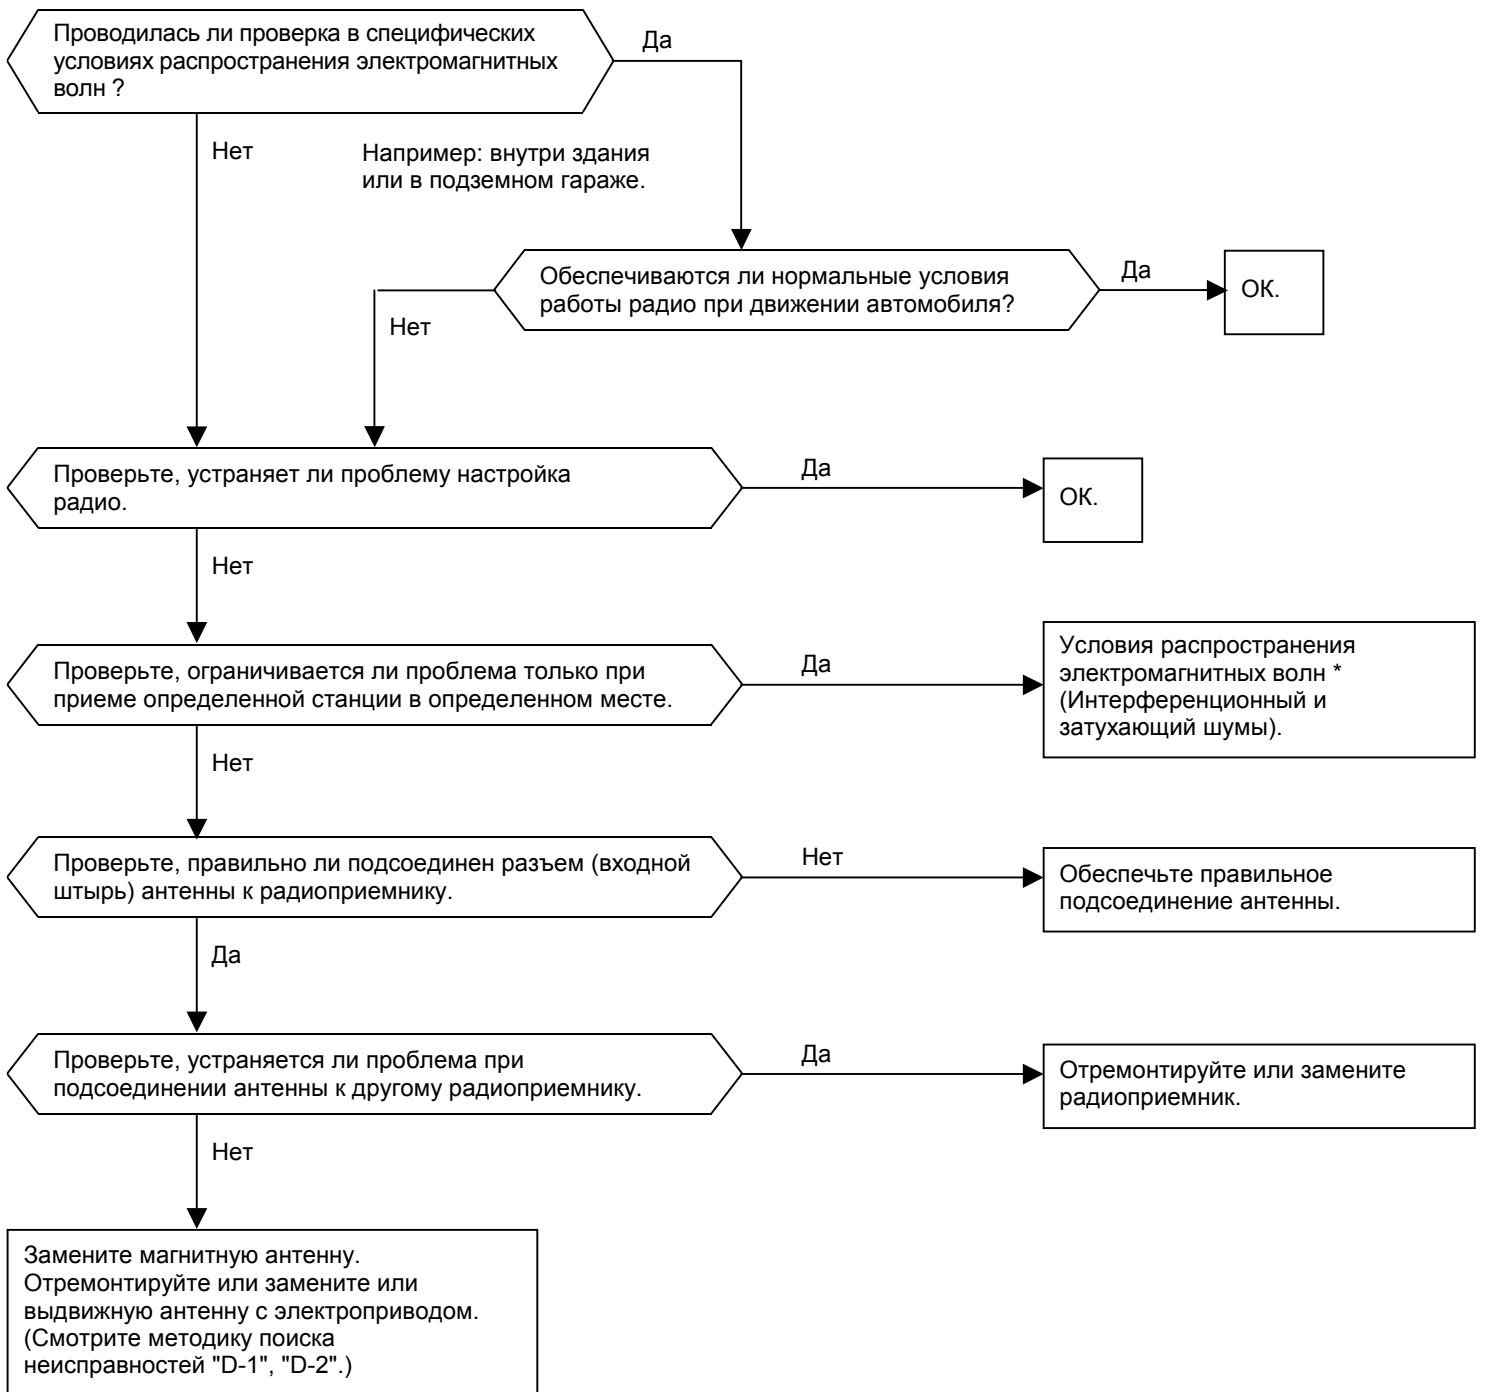 Проводилась ли проверка в специфических
условиях распространения электромагнитных
волн ?
Да
Нет
Например: внутри здания
или в подземном гараже.
Обеспечиваются ли нормальные условия
работы радио при движении автомобиля?
Да
ОК.
Нет
Проверьте, устраняет ли проблему настройка
радио.
Да
ОК.
Нет
Проверьте, ограничивается ли проблема только при
приеме определенной станции в определенном месте.
Да
Условия распространения
электромагнитных волн *
(Интерференционный и
затухающий шумы).
Нет
Проверьте, правильно ли подсоединен разъем (входной
штырь) антенны к радиоприемнику.
Нет
Обеспечьте правильное
подсоединение антенны.
Да
Проверьте, устраняется ли проблема при
подсоединении антенны к другому радиоприемнику.
Да
Отремонтируйте или замените
радиоприемник.
Нет
Замените магнитную антенну.
Отремонтируйте или замените или
выдвижную антенну с электроприводом.
(Смотрите методику поиска
неисправностей "D-1", "D-2".)